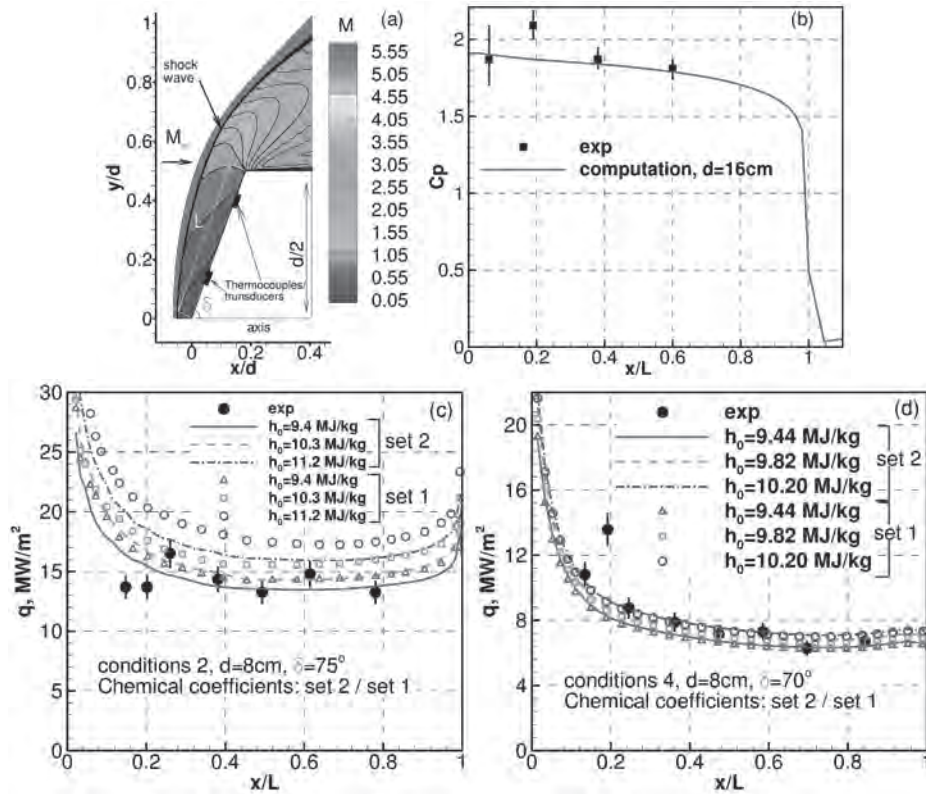 (a)
M
1
0.8
0.6
0.4
0.2
0
y/d
shock
wave
M∞
d/2
Thermocouples/
transducers
δ
axis
0 0.2 0.4
x/d
5.55
5.05
4.55
4.05
3.55
3.05
2.55
2.05
1.55
1.05
0.55
0.05
(b)
2
1.5
1
0.5
0
Cp
exp
computation, d=16cm
0 0.2 0.4 0.6 0.8 1
x/L
(c)
30
25
20
15
10
5
0
q, MW/m²
exp
h₀=9.4 MJ/kg
h₀=10.3 MJ/kg
h₀=11.2 MJ/kg
set 2
h₀=9.4 MJ/kg
h₀=10.3 MJ/kg
h₀=11.2 MJ/kg
set 1
conditions 2, d=8cm, δ=75°
Chemical coefficients: set 2 / set 1
0 0.2 0.4 0.6 0.8 1
x/L
(d)
20
16
12
8
4
0
q, MW/m²
exp
h₀=9.44 MJ/kg
h₀=9.82 MJ/kg
h₀=10.20 MJ/kg
set 2
h₀=9.44 MJ/kg
h₀=9.82 MJ/kg
h₀=10.20 MJ/kg
set 1
conditions 4, d=8cm, δ=70°
Chemical coefficients: set 2 / set 1
0 0.2 0.4 0.6 0.8 1
x/L